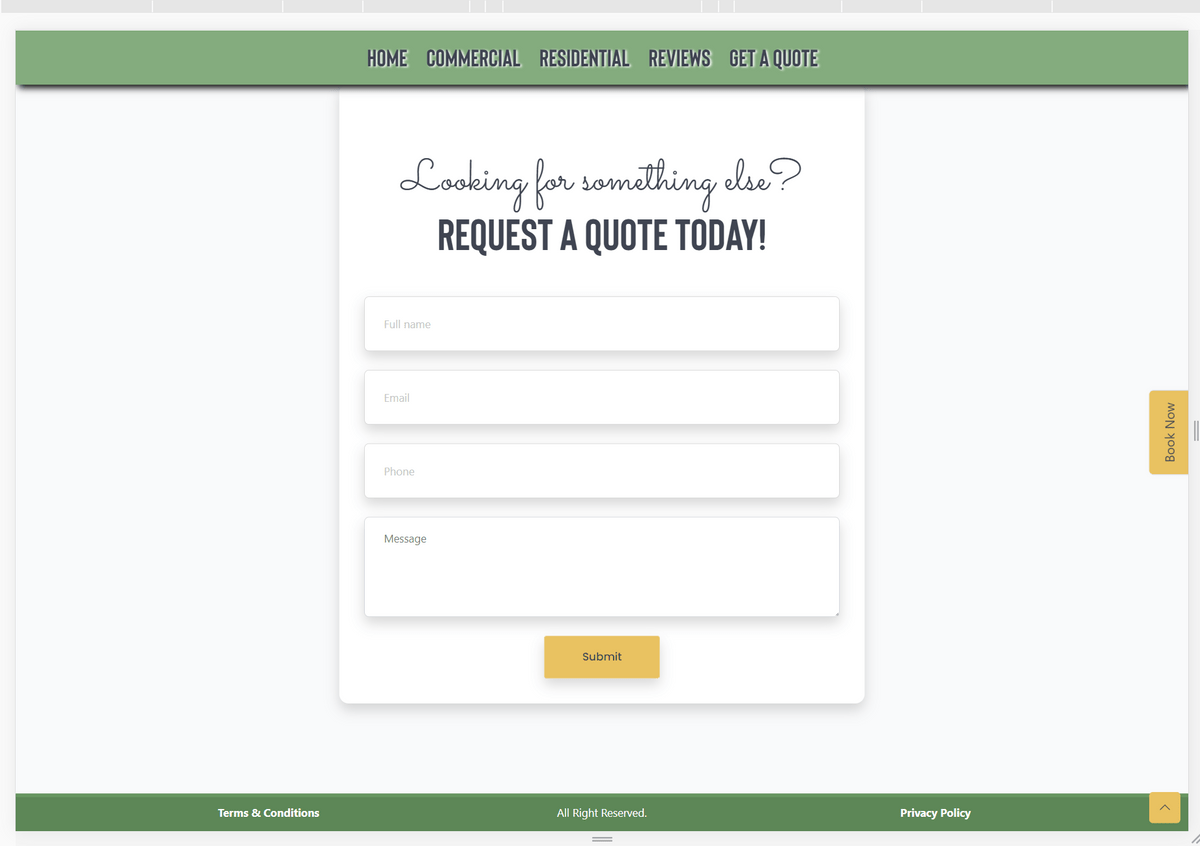 HOME COMMERCIAL RESIDENTIAL REVIEWS GET A QUOTE
Looking for something else?
REQUEST A QUOTE TODAY!
Full name
Email
Phone
Message
Submit
Book Now
Terms & Conditions All Right Reserved. Privacy Policy